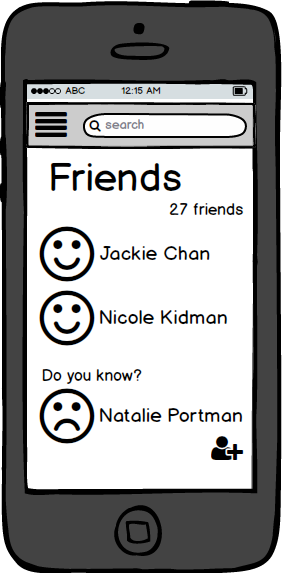 ABC 12:15 AM
search
Friends
27 friends
Jackie Chan
Nicole Kidman
Do you know?
Natalie Portman